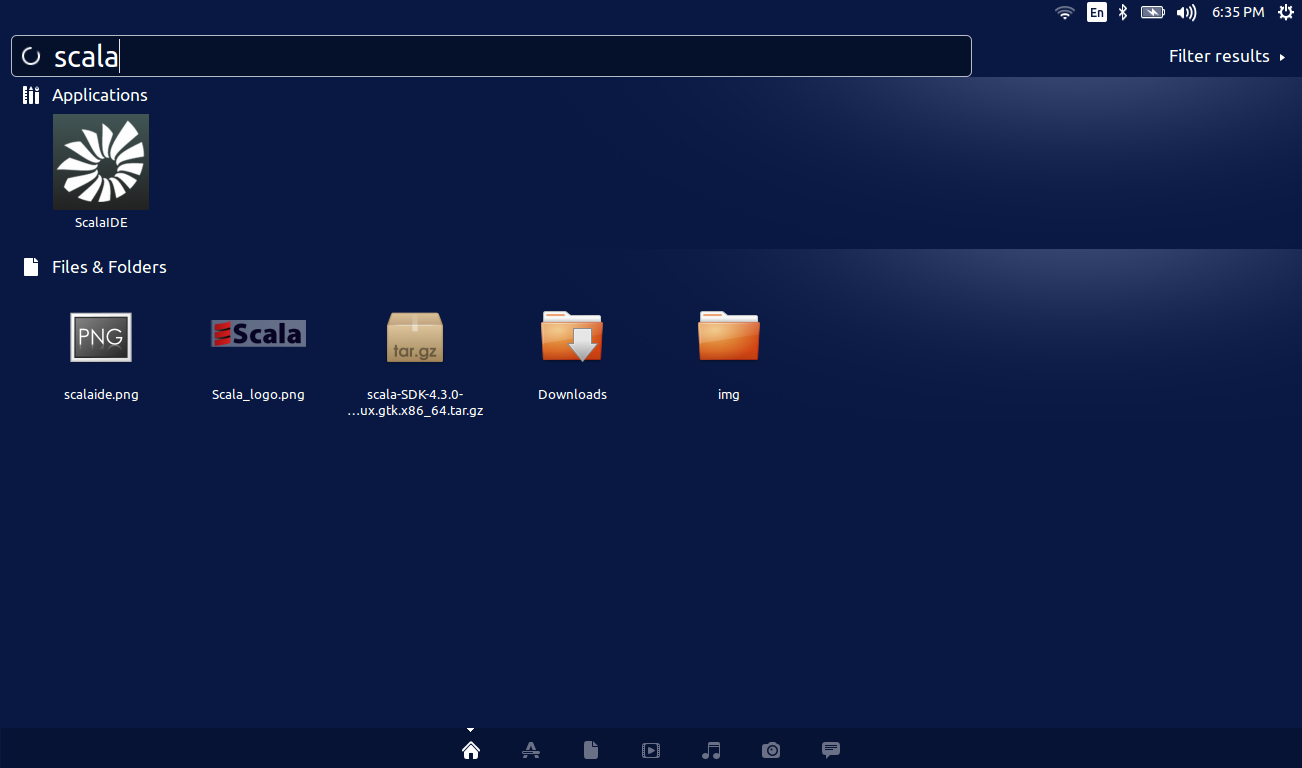 En
6:35 PM
scala
Filter results
Applications
ScalaIDE
Files & Folders
PNG
Scala
tar.gz
scalaide.png
Scala_logo.png
scala-SDK-4.3.0-
...ux.gtk.x86_64.tar.gz
Downloads
img